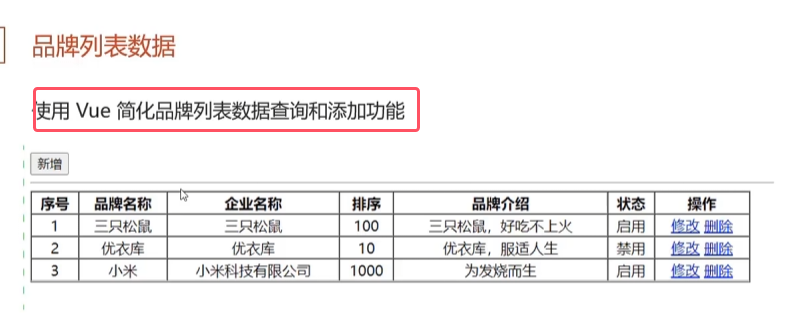 品牌列表数据
使用 Vue 简化品牌列表数据查询和添加功能
新增
序号 品牌名称 企业名称 排序 品牌介绍 状态 操作
1 三只松鼠 三只松鼠 100 三只松鼠，好吃不上火 启用 修改 删除
2 优衣库 优衣库 10 优衣库，服适人生 禁用 修改 删除
3 小米 小米科技有限公司 1000 为发烧而生 启用 修改 删除